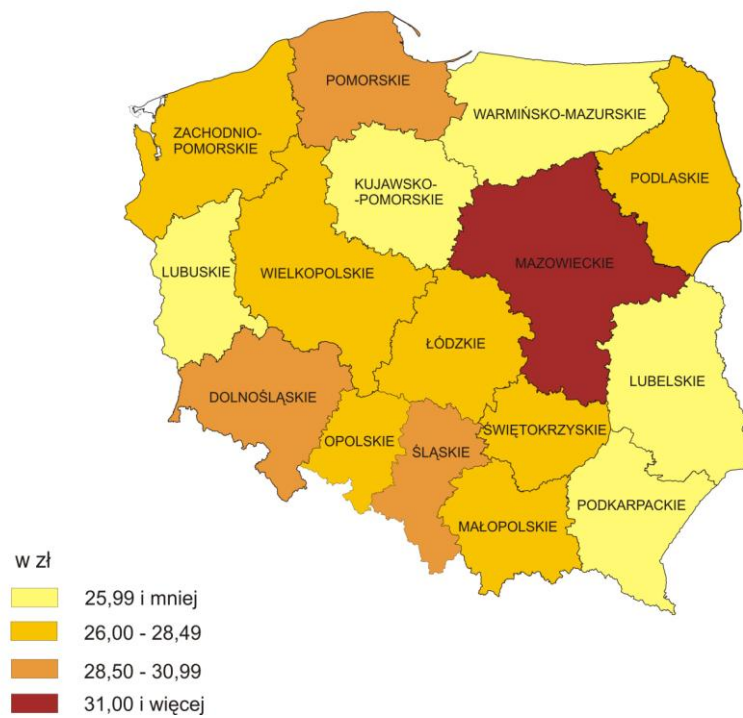 POMORSKIE
WARMIŃSKO-MAZURSKIE
ZACHODNIO-
POMORSKIE
KUJAWSKO-
-POMORSKIE
PODLASKIE
LUBUSKIE
WIELKOPOLSKIE
MAZOWIECKIE
ŁÓDZKIE
LUBELSKIE
DOLNOŚLĄSKIE
OPOLSKIE
ŚLĄSKIE
ŚWIĘTOKRZYSKIE
PODKARPACKIE
MAŁOPOLSKIE
w zł
25,99 i mniej
26,00 - 28,49
28,50 - 30,99
31,00 i więcej